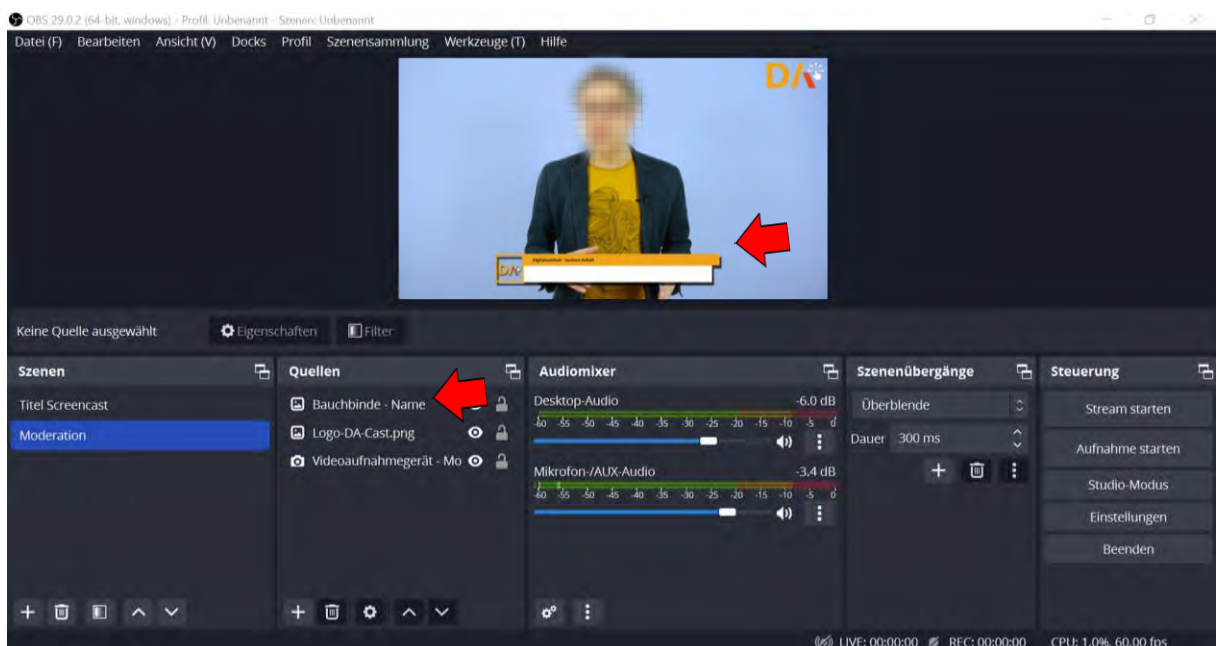 OBS 29.0.2 (64-bit, windows) - Profil: Unbenannt - Szenen: Unbenannt
Datei (F) Bearbeiten Ansicht (V) Docks Profil Szenensammlung Werkzeuge (T) Hilfe
DA
DA
Keine Quelle ausgewählt Eigenschaften Filter
Szenen Quellen Audiomixer Szenenübergänge Steuerung
Titel Screencast
Moderation
Bauchbinde - Name
Logo-DA-Cast.png
Videoaufnahmegerät - Mo
Desktop-Audio -6.0 dB
-60 -55 -50 -45 -40 -35 -30 -25 -20 -15 -10 -5 0
Mikrofon-/AUX-Audio -3.4 dB
-60 -55 -50 -45 -40 -35 -30 -25 -20 -15 -10 -5 0
Überblende
Dauer 300 ms
Stream starten
Aufnahme starten
Studio-Modus
Einstellungen
Beenden
LIVE: 00:00:00 REC: 00:00:00 CPU: 1.0%, 60.00 fps